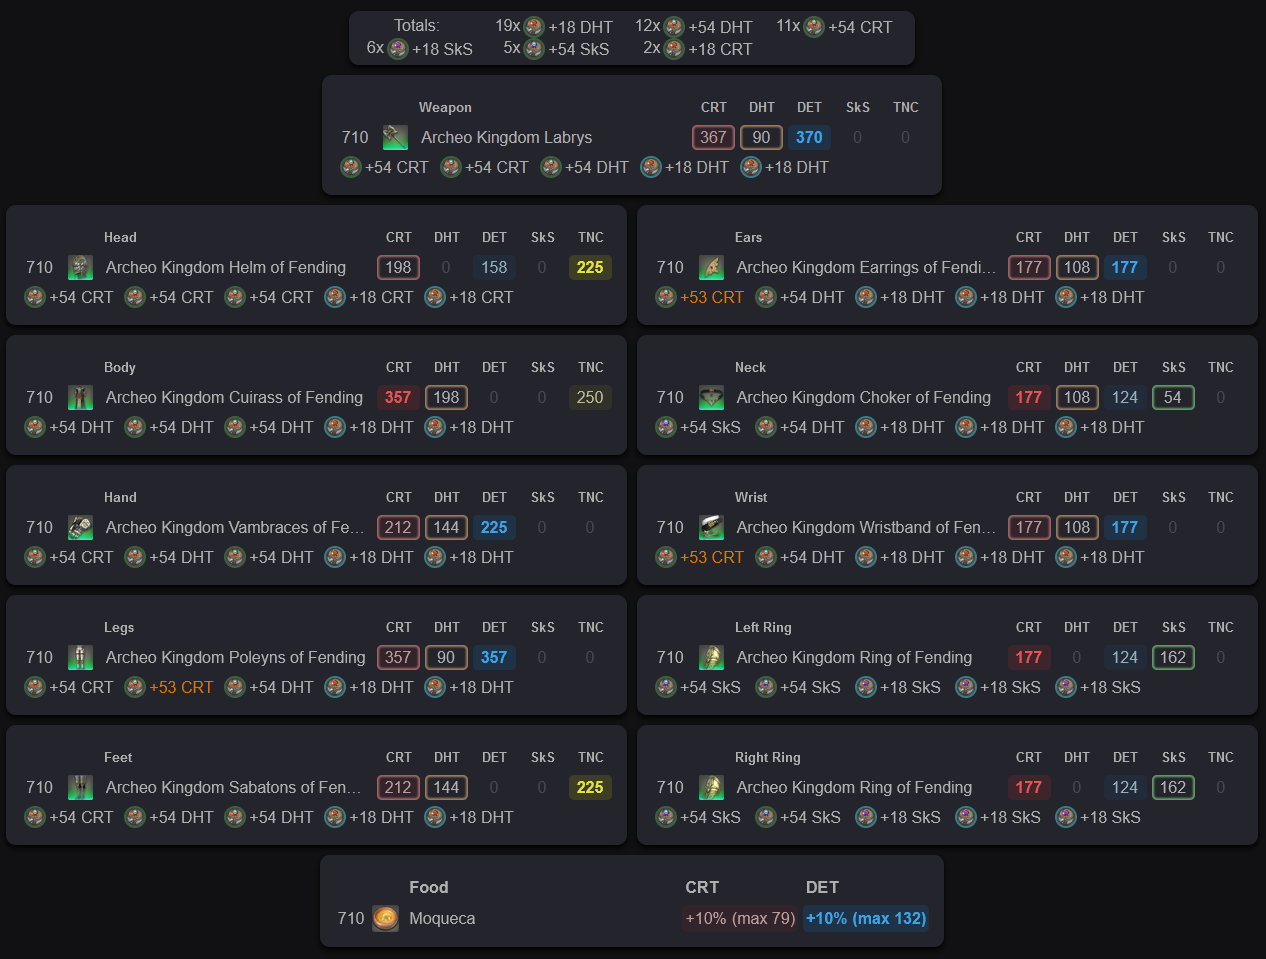 Totals: 19x +18 DHT 12x +54 DHT 11x +54 CRT
6x +18 SkS 5x +54 SkS 2x +18 CRT
Weapon CRT DHT DET SkS TNC
710 Archeo Kingdom Labrys 367 90 370 0 0
+54 CRT +54 CRT +54 DHT +18 DHT +18 DHT
Head CRT DHT DET SkS TNC
710 Archeo Kingdom Helm of Fending 198 0 158 0 225
+54 CRT +54 CRT +54 CRT +18 CRT +18 CRT
Ears CRT DHT DET SkS TNC
710 Archeo Kingdom Earrings of Fendi... 177 108 177 0 0
+53 CRT +54 DHT +18 DHT +18 DHT +18 DHT
Body CRT DHT DET SkS TNC
710 Archeo Kingdom Cuirass of Fending 357 198 0 0 250
+54 DHT +54 DHT +54 DHT +18 DHT +18 DHT
Neck CRT DHT DET SkS TNC
710 Archeo Kingdom Choker of Fending 177 108 124 54 0
+54 SkS +54 DHT +18 DHT +18 DHT +18 DHT
Hand CRT DHT DET SkS TNC
710 Archeo Kingdom Vambraces of Fe... 212 144 225 0 0
+54 CRT +54 DHT +54 DHT +18 DHT +18 DHT
Wrist CRT DHT DET SkS TNC
710 Archeo Kingdom Wristband of Fen... 177 108 177 0 0
+53 CRT +54 DHT +18 DHT +18 DHT +18 DHT
Legs CRT DHT DET SkS TNC
710 Archeo Kingdom Poleyns of Fending 357 90 357 0 0
+54 CRT +53 CRT +54 DHT +18 DHT +18 DHT
Left Ring CRT DHT DET SkS TNC
710 Archeo Kingdom Ring of Fending 177 0 124 162 0
+54 SkS +54 SkS +18 SkS +18 SkS +18 SkS
Feet CRT DHT DET SkS TNC
710 Archeo Kingdom Sabatons of Fen... 212 144 0 0 225
+54 CRT +54 DHT +54 DHT +18 DHT +18 DHT
Right Ring CRT DHT DET SkS TNC
710 Archeo Kingdom Ring of Fending 177 0 124 162 0
+54 SkS +54 SkS +18 SkS +18 SkS +18 SkS
Food CRT DET
710 Moqueca +10% (max 79) +10% (max 132)